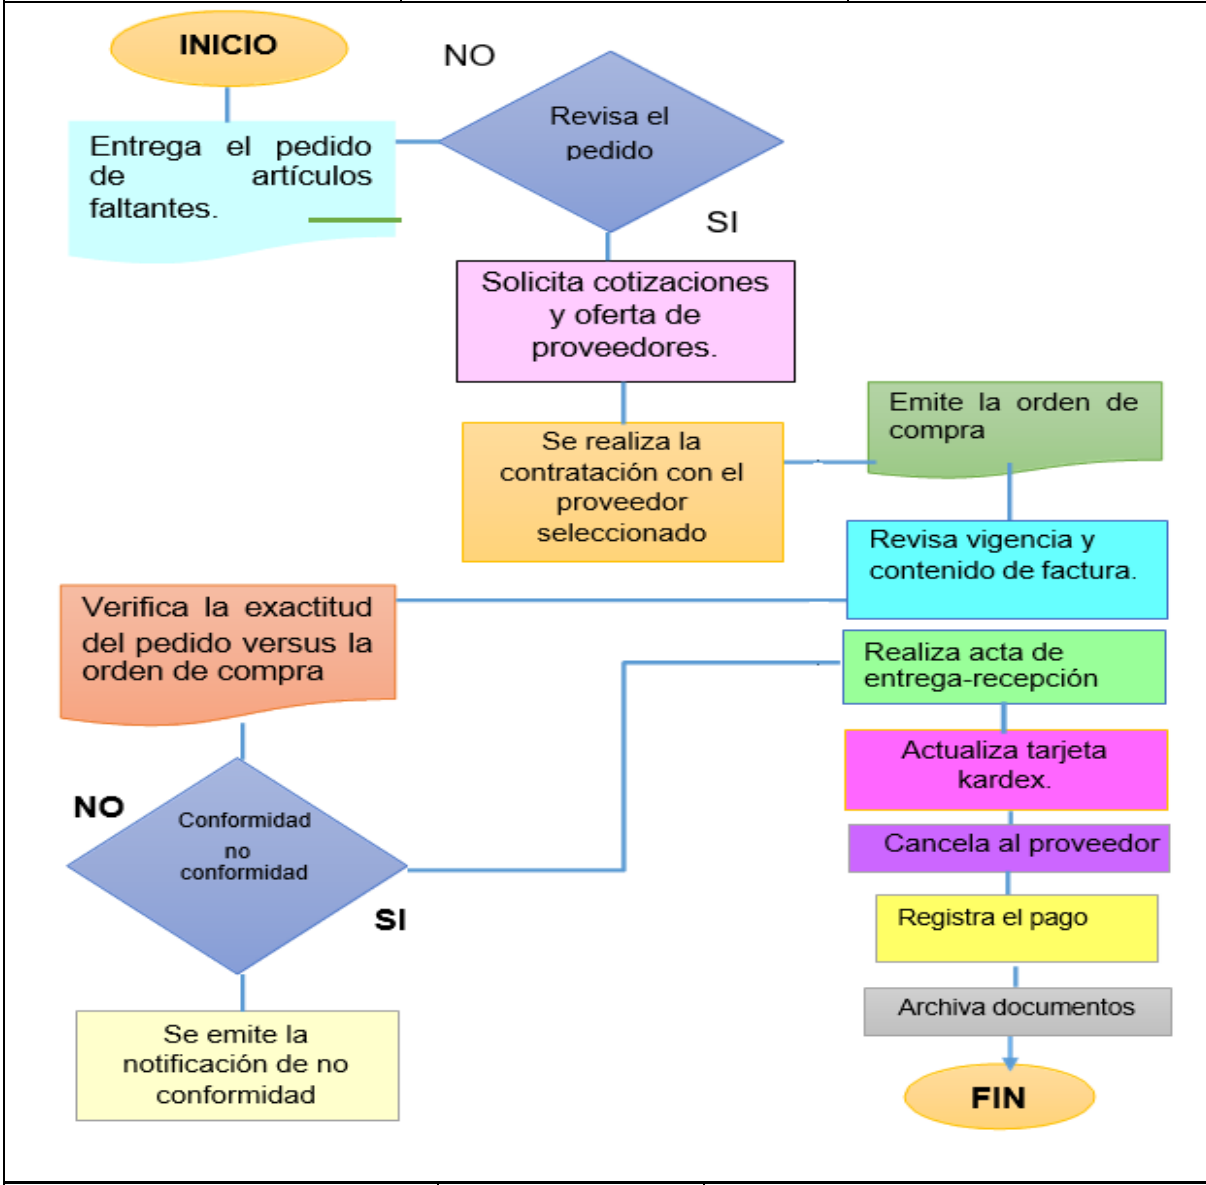 INICIO
NO
Revisa el
pedido
Entrega el pedido
de artículos
faltantes.
SI
Solicita cotizaciones
y oferta de
proveedores.
Emite la orden de
compra
Se realiza la
contratación con el
proveedor
seleccionado
Revisa vigencia y
contenido de factura.
Verifica la exactitud
del pedido versus la
orden de compra
Realiza acta de
entrega-recepción
Actualiza tarjeta
kardex.
NO
Conformidad
no
conformidad
SI
Cancela al proveedor
Registra el pago
Archiva documentos
Se emite la
notificación de no
conformidad
FIN